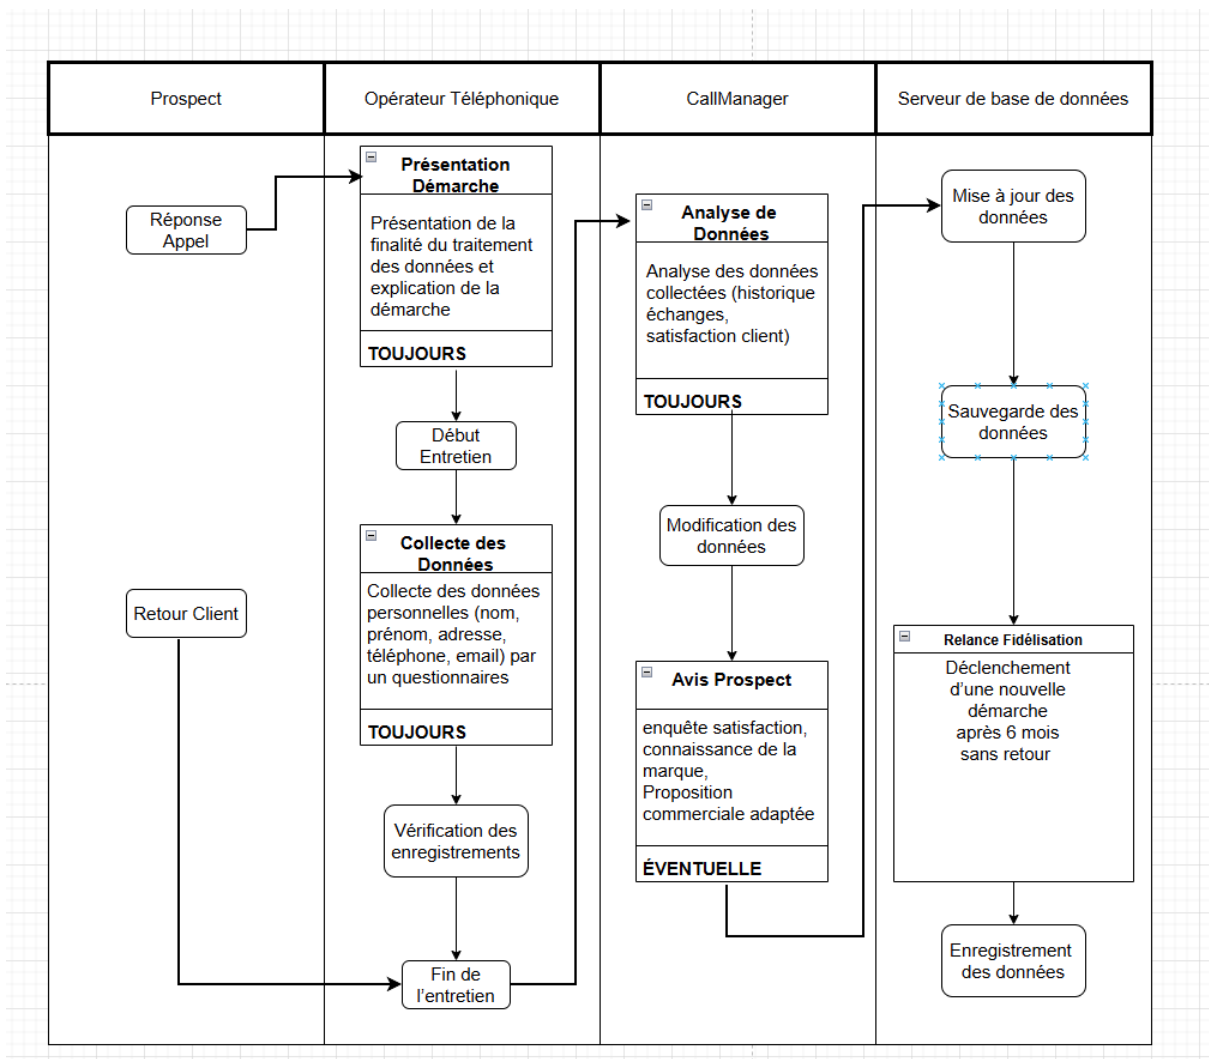 Prospect
Opérateur Téléphonique
CallManager
Serveur de base de données
Réponse
Appel
Retour Client
Présentation
Démarche
Présentation de la
finalité du traitement
des données et
explication de la
démarche
TOUJOURS
Début
Entretien
Collecte des
Données
Collecte des données
personnelles (nom,
prénom, adresse,
téléphone, email) par
un questionnaires
TOUJOURS
Vérification des
enregistrements
Fin de
l'entretien
Analyse de
Données
Analyse des données
collectées (historique
échanges,
satisfaction client)
TOUJOURS
Modification des
données
Avis Prospect
enquête satisfaction,
connaissance de la
marque,
Proposition
commerciale adaptée
ÉVENTUELLE
Mise à jour des
données
Sauvegarde des
données
Relance Fidélisation
Déclenchement
d'une nouvelle
démarche
après 6 mois
sans retour
Enregistrement
des données